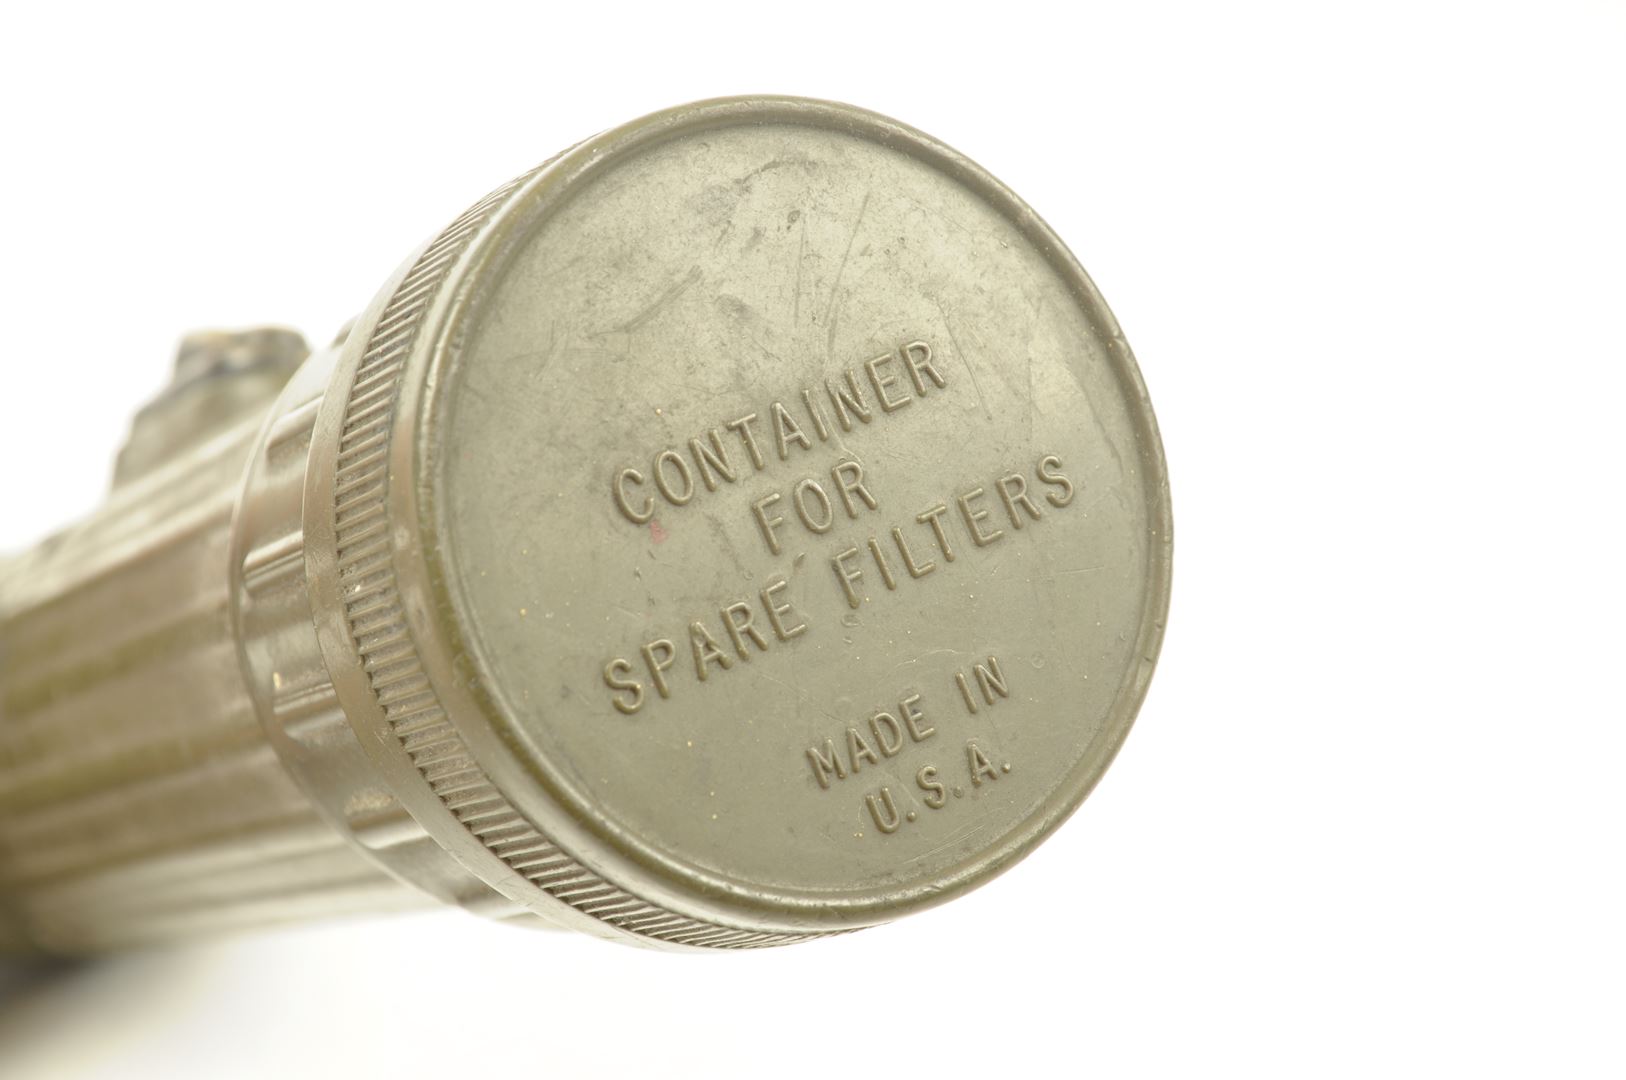 CONTAINER
FOR
SPARE FILTERS
MADE IN
U.S.A.